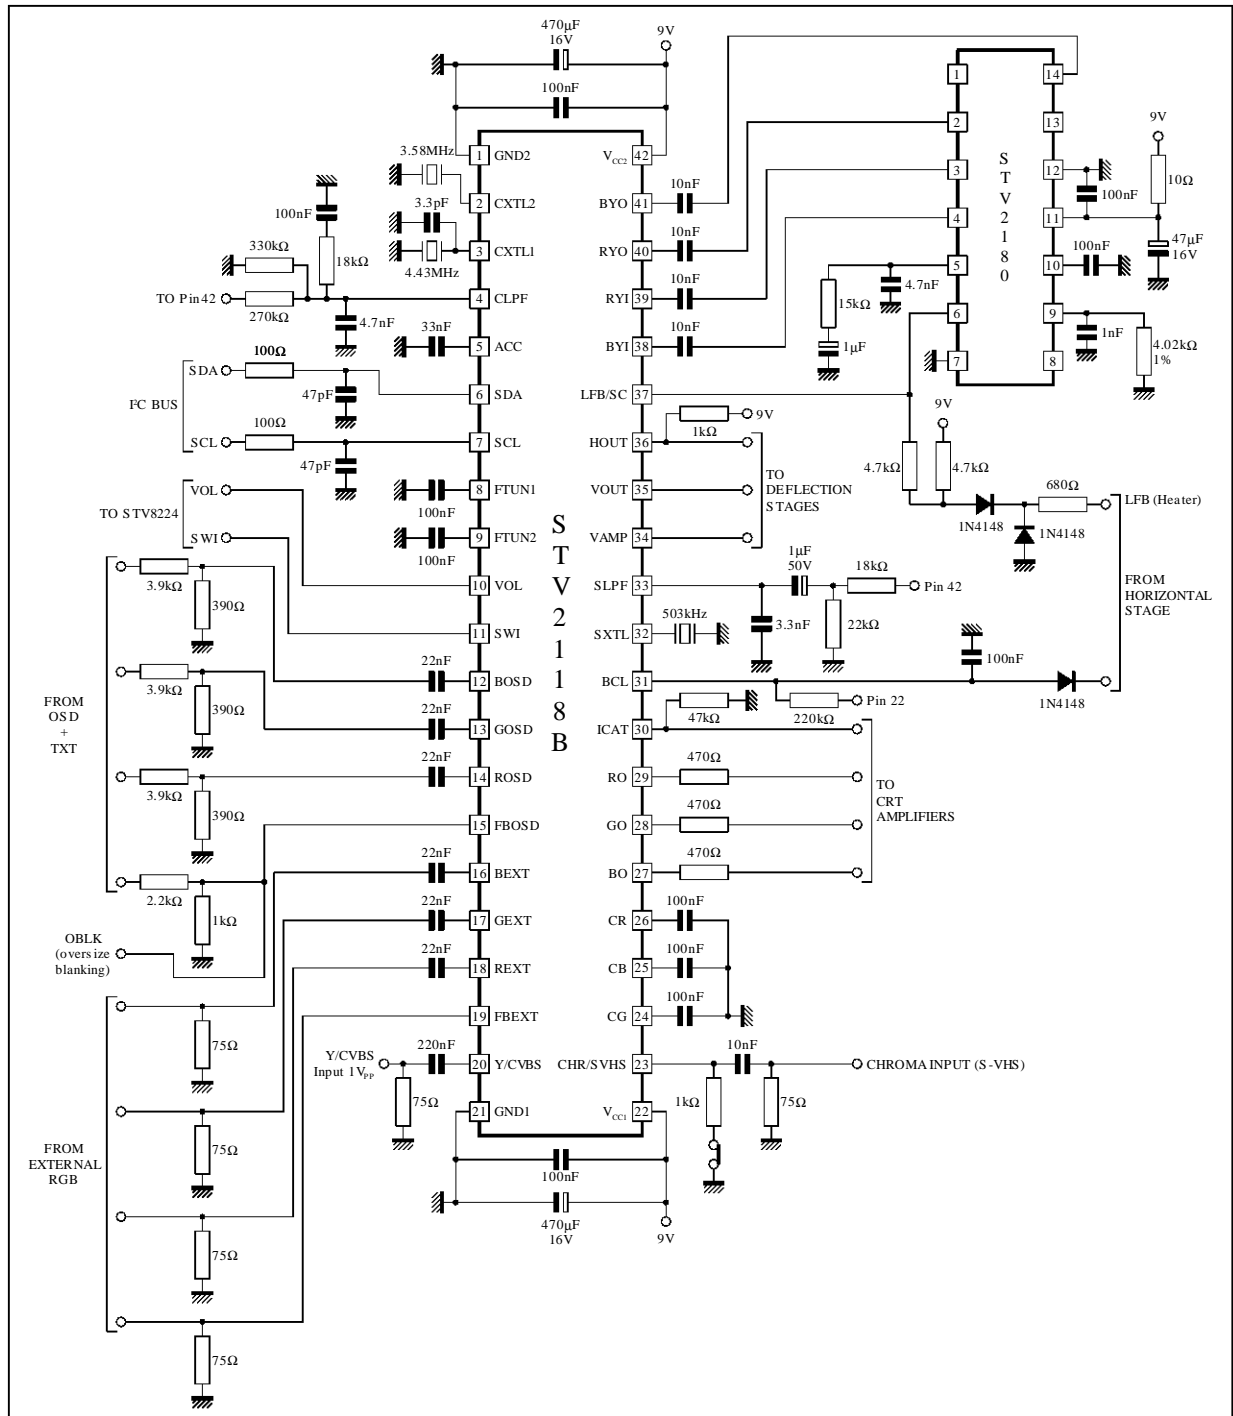 470µF
16V
9V
100nF
1
GND2
VCC2
42
3.58MHz
2
CXTL2
BYO
41
10nF
3.3pF
3
CXTL1
RYO
40
10nF
4.43MHz
100nF
330kΩ
18kΩ
TO Pin 42
270kΩ
4.7nF
4
CLPF
RYI
39
10nF
33nF
5
ACC
BYI
38
10nF
SDA
100Ω
47pF
6
SDA
LFB/SC
37
I²C BUS
SCL
100Ω
47pF
7
SCL
HOUT
36
1kΩ
9V
VOL
TO STV8224
SWI
100nF
8
FTUN1
VOUT
35
TO
DEFLECTION
STAGES
100nF
9
FTUN2
VAMP
34
STV2118B
10
VOL
SLPF
33
1µF
50V
18kΩ
Pin 42
3.3nF
22kΩ
11
SWI
SXTL
32
503kHz
3.9kΩ
390Ω
22nF
12
BOSD
BCL
31
100nF
1N4148
47kΩ
220kΩ
Pin 22
3.9kΩ
390Ω
22nF
13
GOSD
ICAT
30
FROM
OSD
+
TXT
3.9kΩ
390Ω
22nF
14
ROSD
RO
29
470Ω
TO
CRT
AMPLIFIERS
15
FBOSD
GO
28
470Ω
2.2kΩ
1kΩ
22nF
16
BEXT
BO
27
470Ω
OBLK
(oversize
blanking)
22nF
17
GEXT
CR
26
100nF
22nF
18
REXT
CB
25
100nF
19
FBEXT
CG
24
100nF
75Ω
Y/CVBS
Input 1VPP
220nF
75Ω
20
Y/CVBS
CHR/SVHS
23
10nF
CHROMA INPUT (S-VHS)
1kΩ
75Ω
21
GND1
VCC1
22
100nF
470µF
16V
9V
FROM
EXTERNAL
RGB
75Ω
75Ω
75Ω
STV2180
1
14
2
13
3
12
4
11
5
10
6
9
7
8
9V
10Ω
100nF
47µF
16V
100nF
1nF
4.02kΩ
1%
4.7nF
15kΩ
1µF
9V
4.7kΩ
4.7kΩ
1N4148
680Ω
1N4148
LFB (Heater)
FROM
HORIZONTAL
STAGE